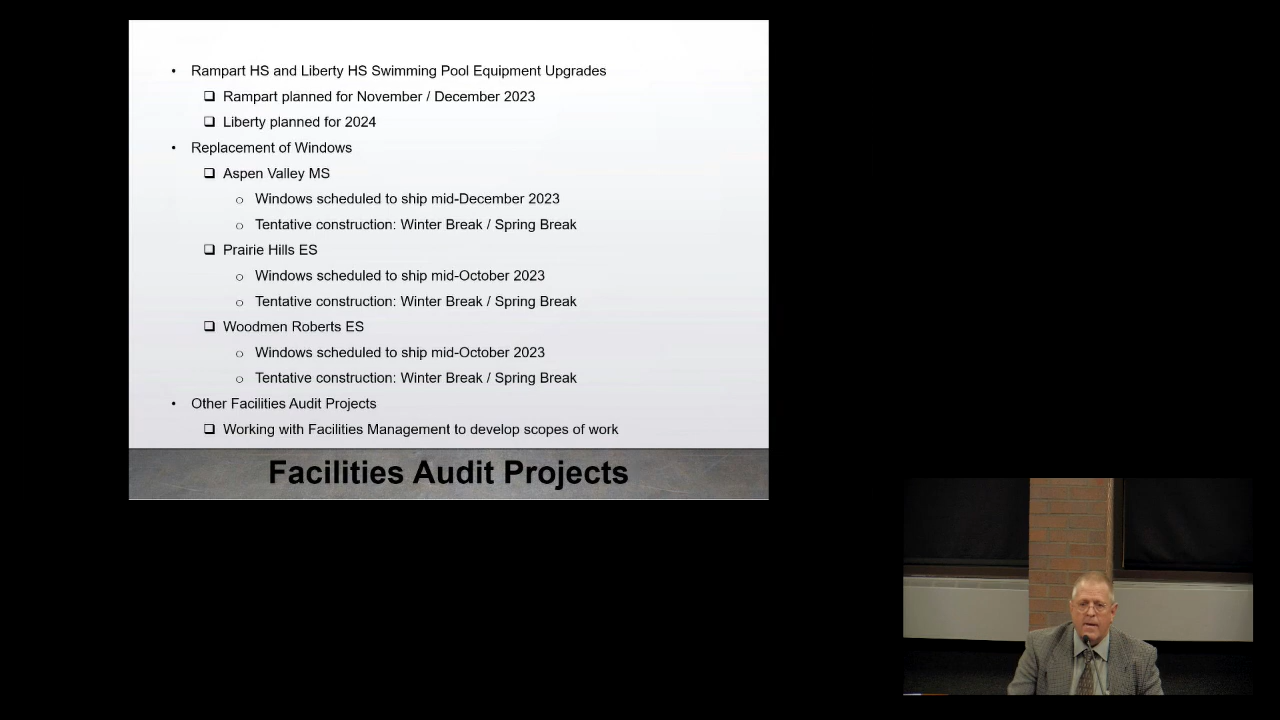 • Rampart HS and Liberty HS Swimming Pool Equipment Upgrades
❑ Rampart planned for November / December 2023
❑ Liberty planned for 2024
• Replacement of Windows
❑ Aspen Valley MS
○ Windows scheduled to ship mid-December 2023
○ Tentative construction: Winter Break / Spring Break
❑ Prairie Hills ES
○ Windows scheduled to ship mid-October 2023
○ Tentative construction: Winter Break / Spring Break
❑ Woodmen Roberts ES
○ Windows scheduled to ship mid-October 2023
○ Tentative construction: Winter Break / Spring Break
• Other Facilities Audit Projects
❑ Working with Facilities Management to develop scopes of work
Facilities Audit Projects